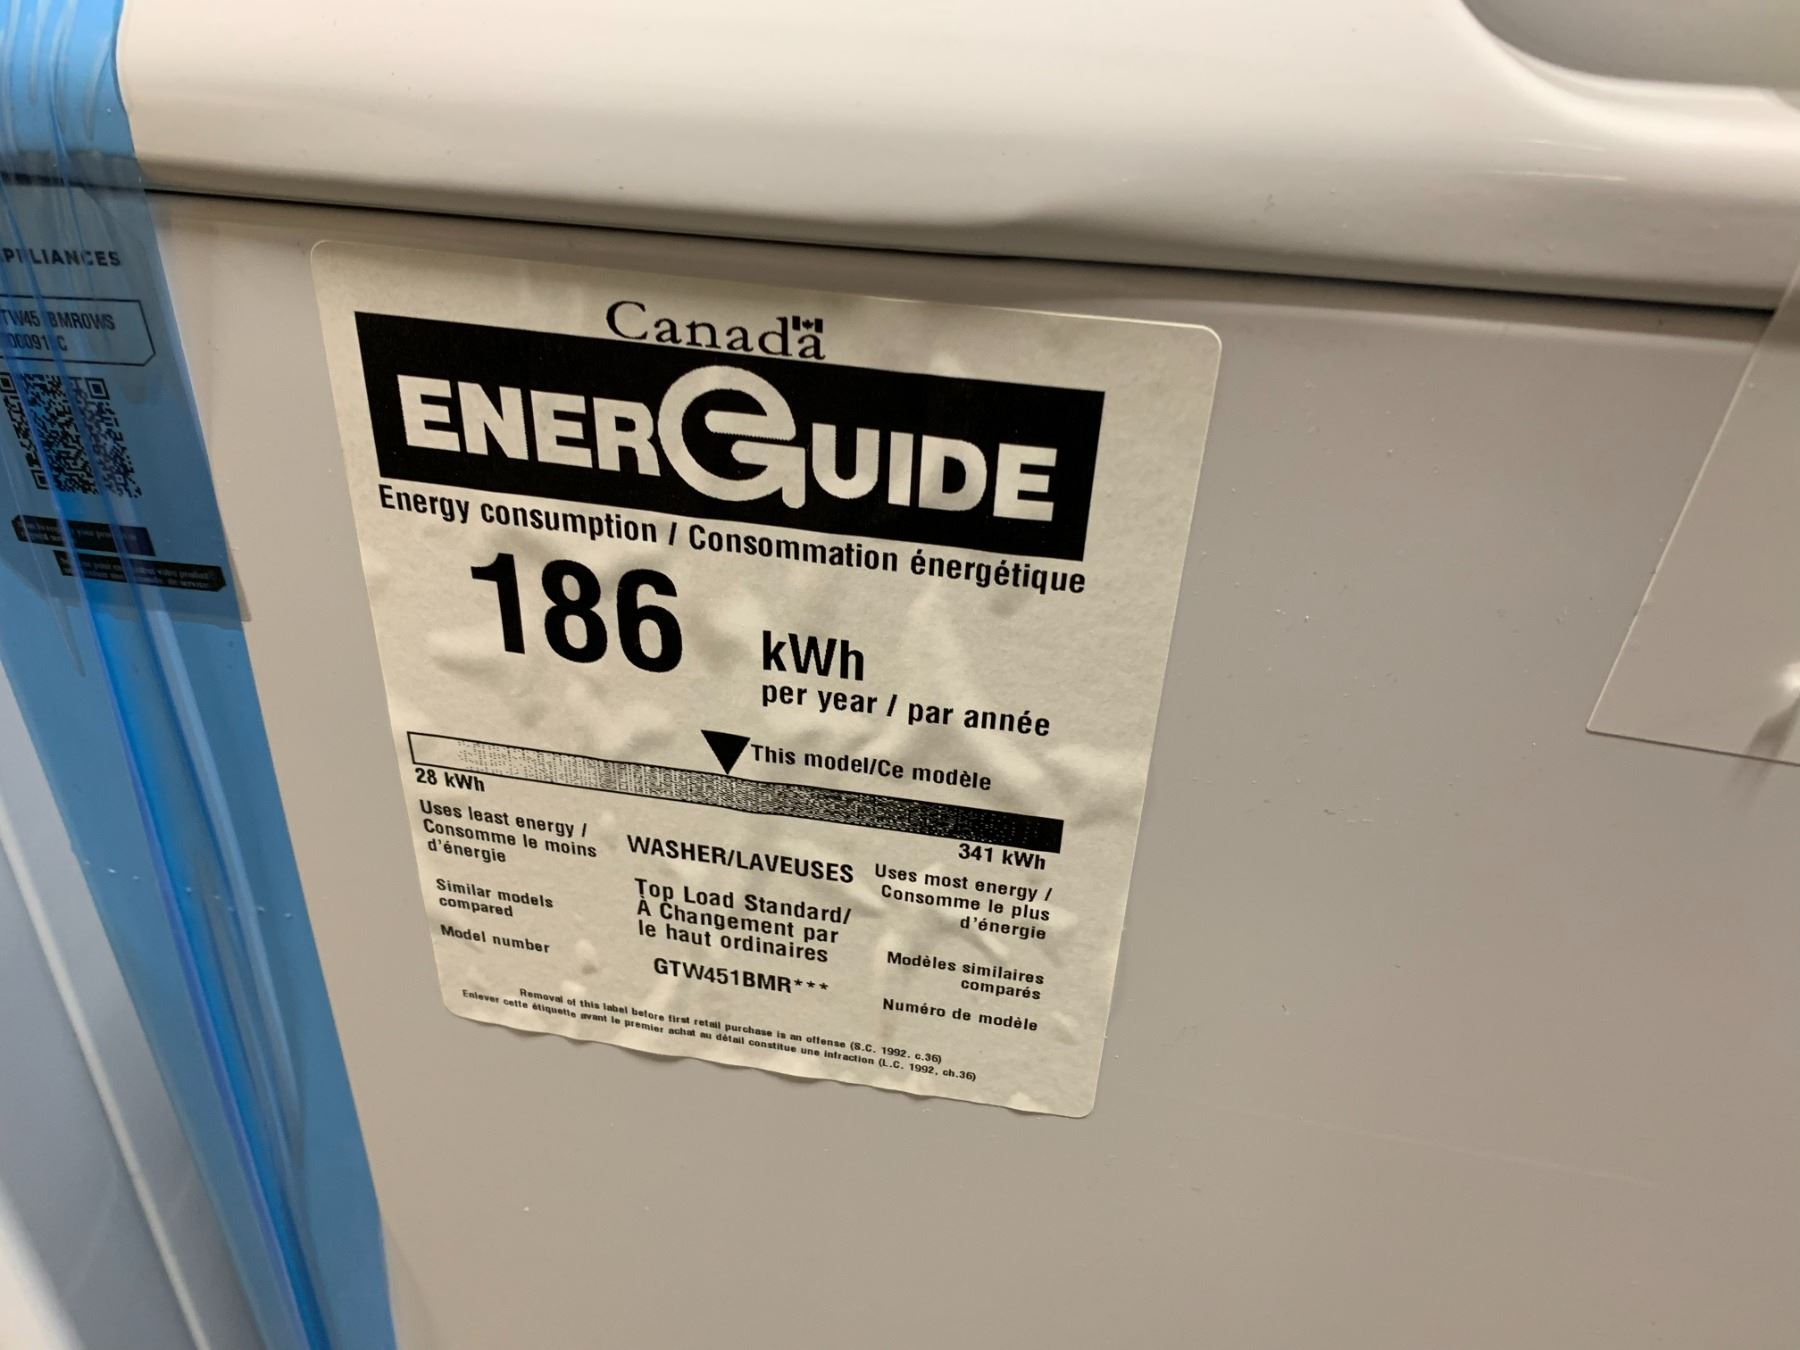 PPLIANCES
TW45 BMR0WS
C
Canada
ENERGUIDE
Energy consumption / Consommation énergétique
186 kWh
per year / par année
This model/Ce modèle
28 kWh
341 kWh
Uses least energy /
Consomme le moins
d'énergie
WASHER/LAVEUSES
Uses most energy /
Consomme le plus
d'énergie
Similar models
compared
Top Load Standard/
À Changement par
le haut ordinaires
Modèles similaires
comparés
Model number
GTW451BMR***
Numéro de modèle
Removal of this label before first retail purchase is an offense (S.C. 1992. c.36)
Enlever cette étiquette avant le premier achat au détail constitue une infraction (L.C. 1992, ch.36)